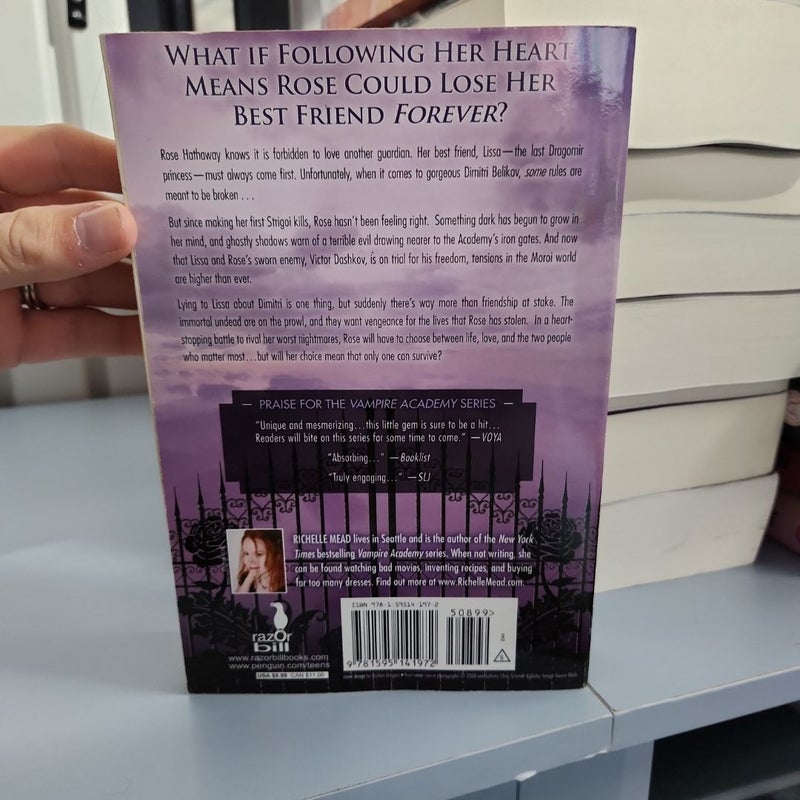 WHAT IF FOLLOWING HER HEART
MEANS ROSE COULD LOSE HER
BEST FRIEND FOREVER?
Rose Hathaway knows it is forbidden to love another guardian. Her best friend, Lissa—the last Dragomir
princess—must always come first. Unfortunately, when it comes to gorgeous Dimitri Belikov, some rules are
meant to be broken . . .
But since making her first Strigoi kills, Rose hasn't been feeling right. Something dark has begun to grow in
her mind, and ghostly shadows warn of a terrible evil drawing nearer to the Academy's iron gates. And now
that Lissa and Rose's sworn enemy, Victor Dashkov, is on trial for his freedom, tensions in the Moroi world
are higher than ever.
Lying to Lissa about Dimitri is one thing, but suddenly there's way more than friendship at stake. The
immortal undead are on the prowl, and they want vengeance for the lives that Rose has stolen. In a heart-
stopping battle to rival her worst nightmares, Rose will have to choose between life, love, and the two people
who matter most...but will her choice mean that only one can survive?
— PRAISE FOR THE VAMPIRE ACADEMY SERIES —
"Unique and mesmerizing...this little gem is sure to be a hit...
Readers will bite on this series for some time to come." —VOYA
"Absorbing..." —Booklist
"Truly engaging..." —SLJ
RICHELLE MEAD lives in Seattle and is the author of the New York
Times bestselling Vampire Academy series. When not writing, she
can be found watching bad movies, inventing recipes, and buying
far too many dresses. Find out more at www.RichelleMead.com.
razOr
bill
www.razorbillbooks.com
www.penguin.com/teens
USA $8.99 CAN $11.00
ISBN 978-1-59514-197-2
50899>
9 781595 141972